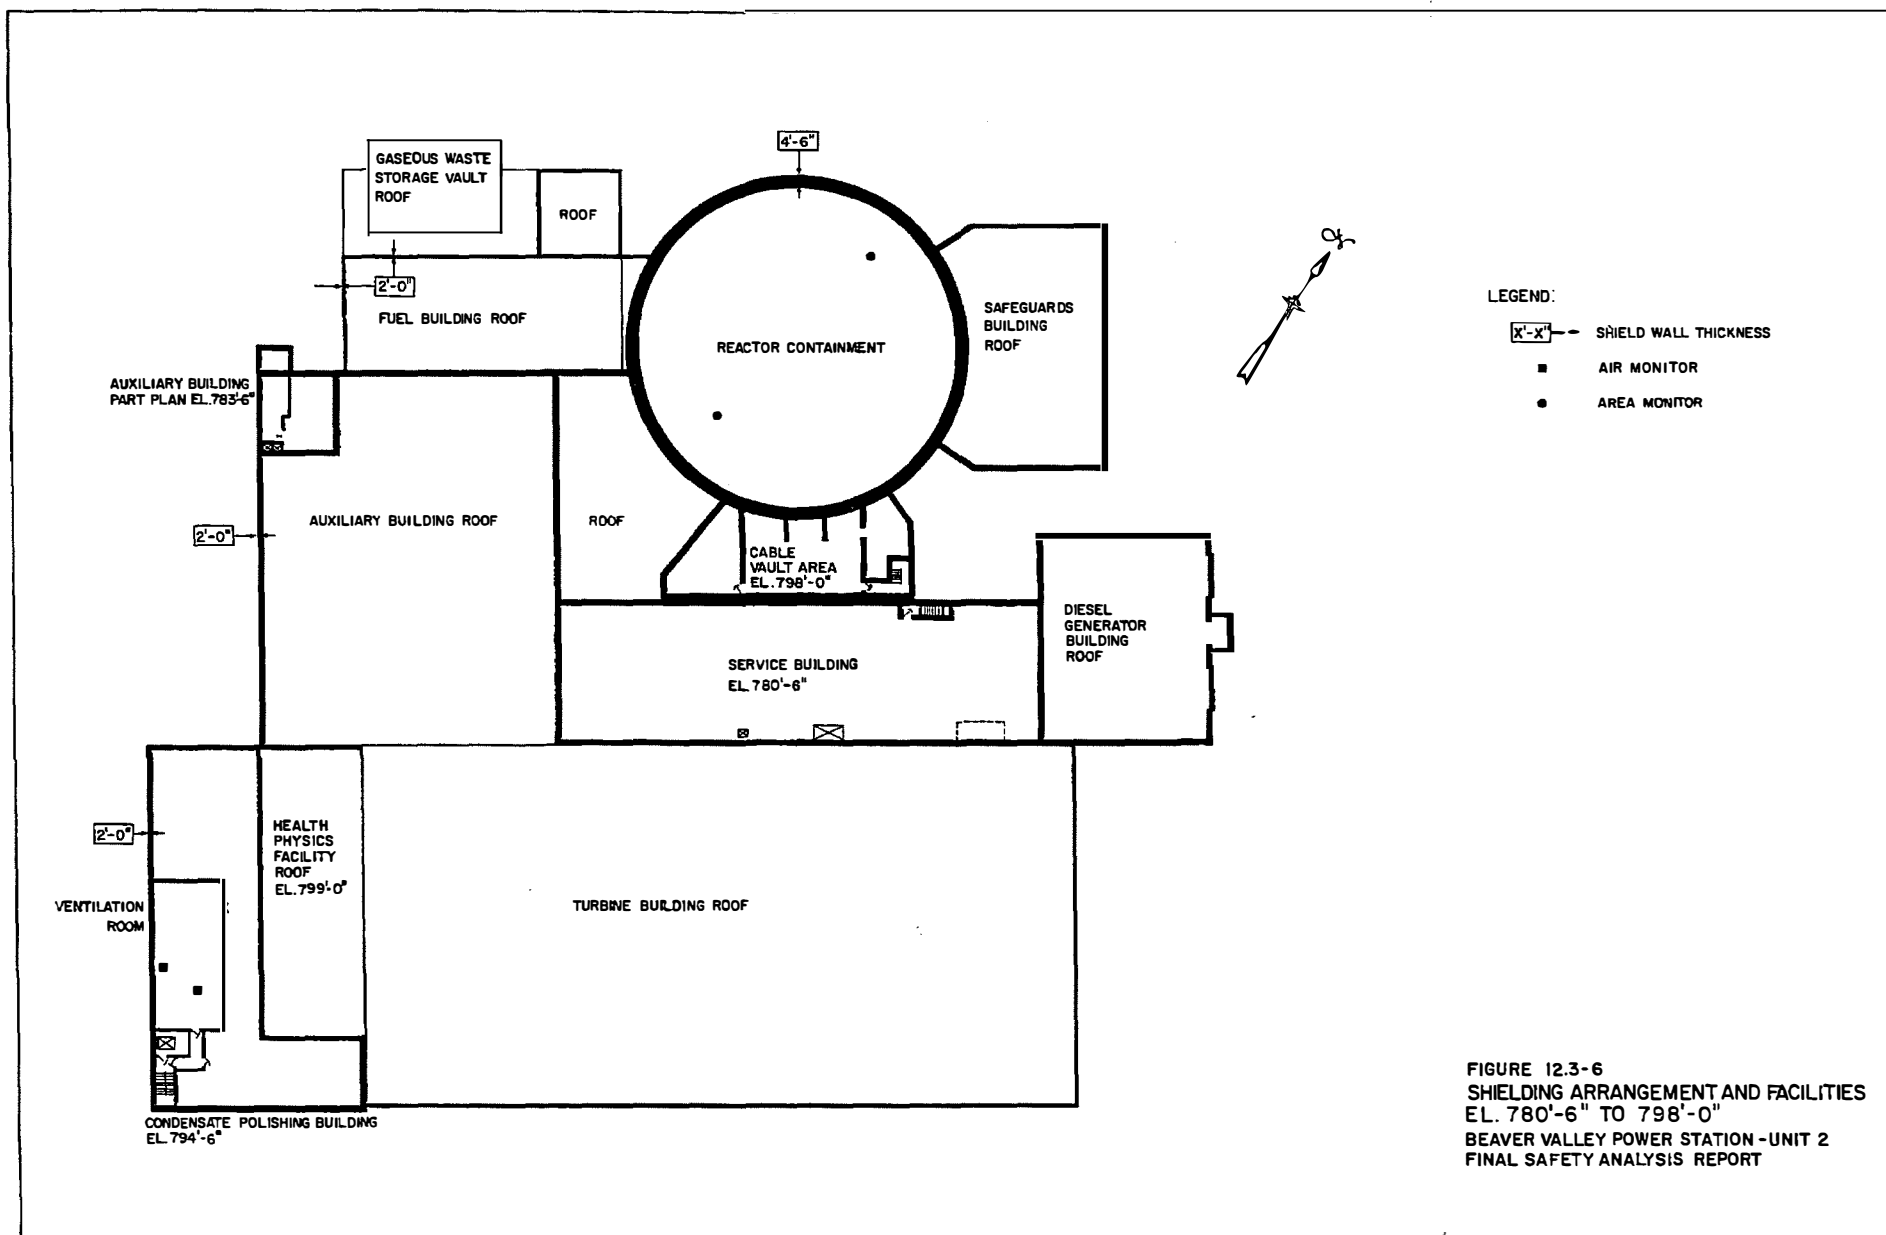 4'-6"
GASEOUS WASTE
STORAGE VAULT
ROOF
ROOF
2'-0"
FUEL BUILDING ROOF
SAFEGUARDS
BUILDING
ROOF
REACTOR CONTAINMENT
LEGEND:
X'-X" SHIELD WALL THICKNESS
AIR MONITOR
AREA MONITOR
AUXILIARY BUILDING
PART PLAN EL.783'-6"
2'-0"
AUXILIARY BUILDING ROOF
ROOF
CABLE
VAULT AREA
EL.798'-0"
DIESEL
GENERATOR
BUILDING
ROOF
SERVICE BUILDING
EL.780'-6"
2'-0"
HEALTH
PHYSICS
FACILITY
ROOF
EL.799'-0"
VENTILATION
ROOM
TURBINE BUILDING ROOF
CONDENSATE POLISHING BUILDING
EL.794'-6"
FIGURE 12.3-6
SHIELDING ARRANGEMENT AND FACILITIES
EL. 780'-6" TO 798'-0"
BEAVER VALLEY POWER STATION-UNIT 2
FINAL SAFETY ANALYSIS REPORT